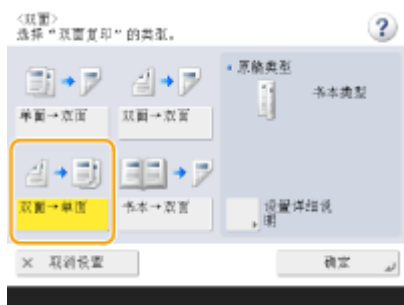 <双面>
选择“双面复印”的类型。
?
单面→双面
双面→双面
双面→单面
书本→双面
原稿类型
书本类型
设置详细说
明
× 取消设置
确定